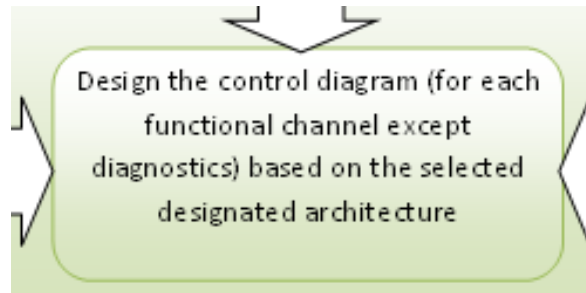 Design the control diagram (for each
functional channel except
diagnostics) based on the selected
designated architecture